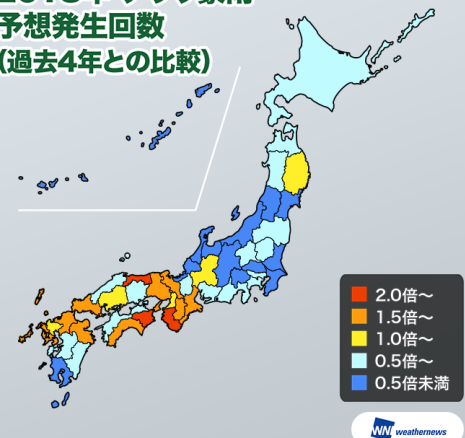 予想発生回数
(過去4年との比較)
2.0倍～
1.5倍～
1.0倍～
0.5倍～
0.5倍未満
WNI weathernews